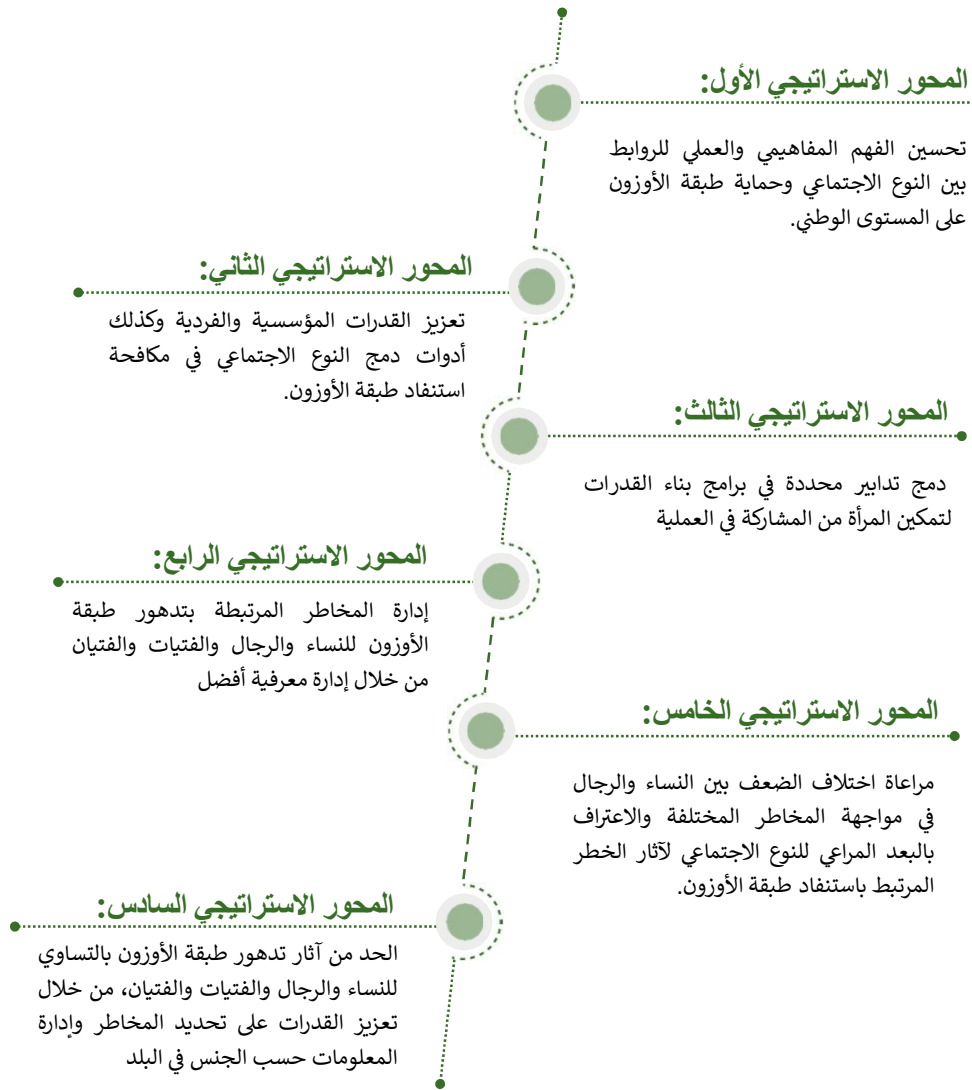 المحور الاستراتيجي الأول:
تحسين الفهم المفاهيمي والعملي للروابط
بين النوع الاجتماعي وحماية طبقة الأوزون
على المستوى الوطني.
المحور الاستراتيجي الثاني:
تعزيز القدرات المؤسسية والفردية وكذلك
أدوات دمج النوع الاجتماعي في مكافحة
استنفاد طبقة الأوزون.
المحور الاستراتيجي الثالث:
دمج تدابير محددة في برامج بناء القدرات
لتمكين المرأة من المشاركة في العملية
المحور الاستراتيجي الرابع:
إدارة المخاطر المرتبطة بتدهور طبقة
الأوزون للنساء والرجال والفتيات والفتيان
من خلال إدارة معرفية أفضل
المحور الاستراتيجي الخامس:
مراعاة اختلاف الضعف بين النساء والرجال
في مواجهة المخاطر المختلفة والاعتراف
بالبعد المراعي للنوع الاجتماعي لآثار الخطر
المرتبط باستنفاد طبقة الأوزون.
المحور الاستراتيجي السادس:
الحد من آثار تدهور طبقة الأوزون بالتساوي
للنساء والرجال والفتيات والفتيان، من خلال
تعزيز القدرات على تحديد المخاطر وإدارة
المعلومات حسب الجنس في البلد